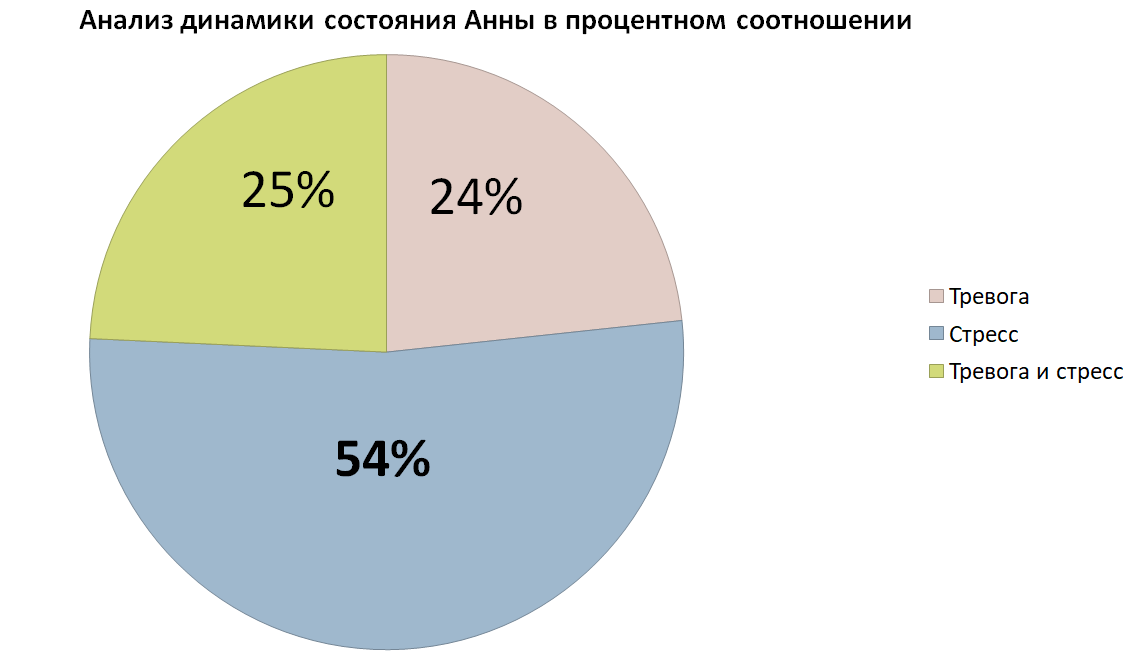 Анализ динамики состояния Анны в процентном соотношении
25%
24%
54%
Тревога
Стресс
Тревога и стресс